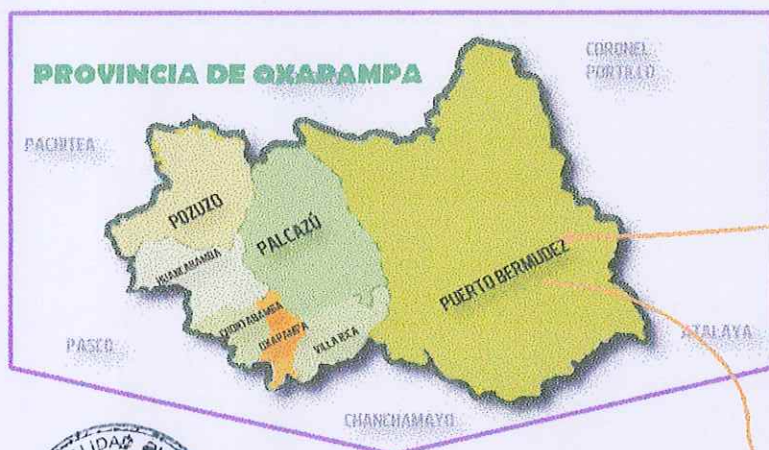 PROVINCIA DE OXAPAMPA
CORONEL
PORTILLO
PACHITEA
POZUZO
PALCAZÚ
HUANCABAMBA
PUERTO BERMUDEZ
CHONTABAMBA
OXAPAMPA
VILLA RICA
PASCO
ATALAYA
CHANCHAMAYO